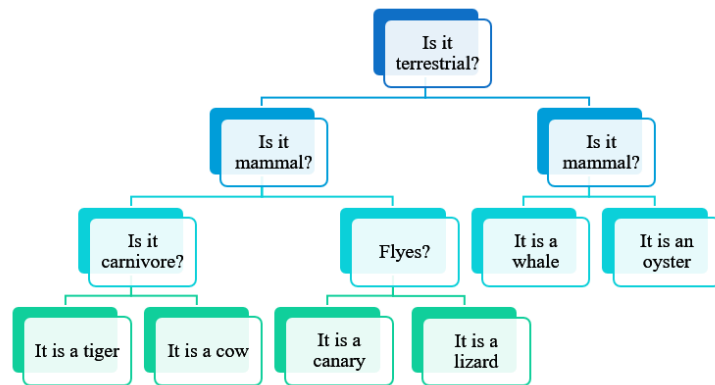 Is it
terrestrial?
Is it
mammal?
Is it
mammal?
Is it
carnivore?
Flyes?
It is a
whale
It is an
oyster
It is a tiger
It is a cow
It is a
canary
It is a
lizard